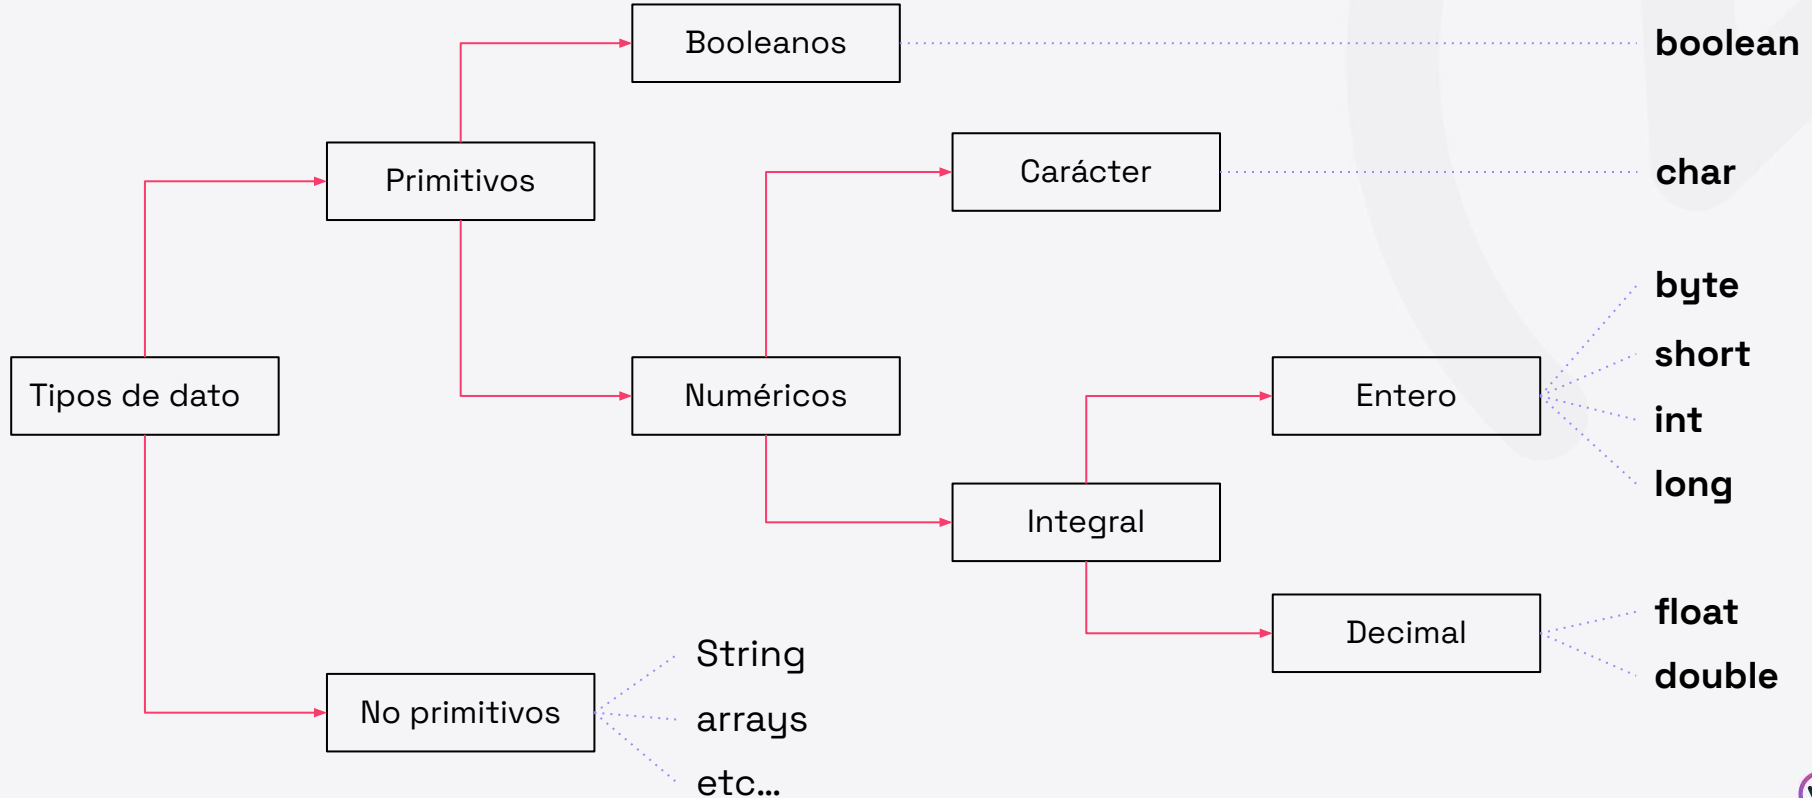 Booleanos
boolean
Carácter
char
Primitivos
byte
short
Tipos de dato
Numéricos
Entero
int
long
Integral
float
Decimal
double
String
No primitivos
arrays
etc...